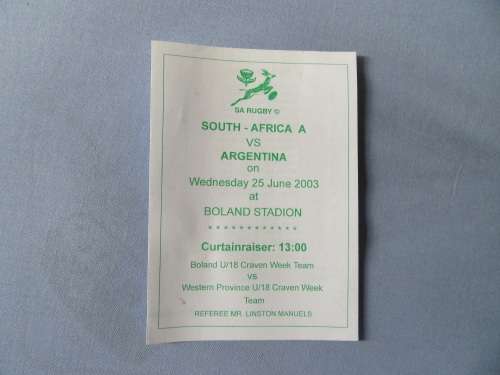 SA RUGBY ©
SOUTH - AFRICA A
VS
ARGENTINA
on
Wednesday 25 June 2003
at
BOLAND STADION
* * * * * * * * * * * *
Curtainraiser: 13:00
Boland U/18 Craven Week Team
vs
Western Province U/18 Craven Week
Team
REFEREE MR. LINSTON MANUELS